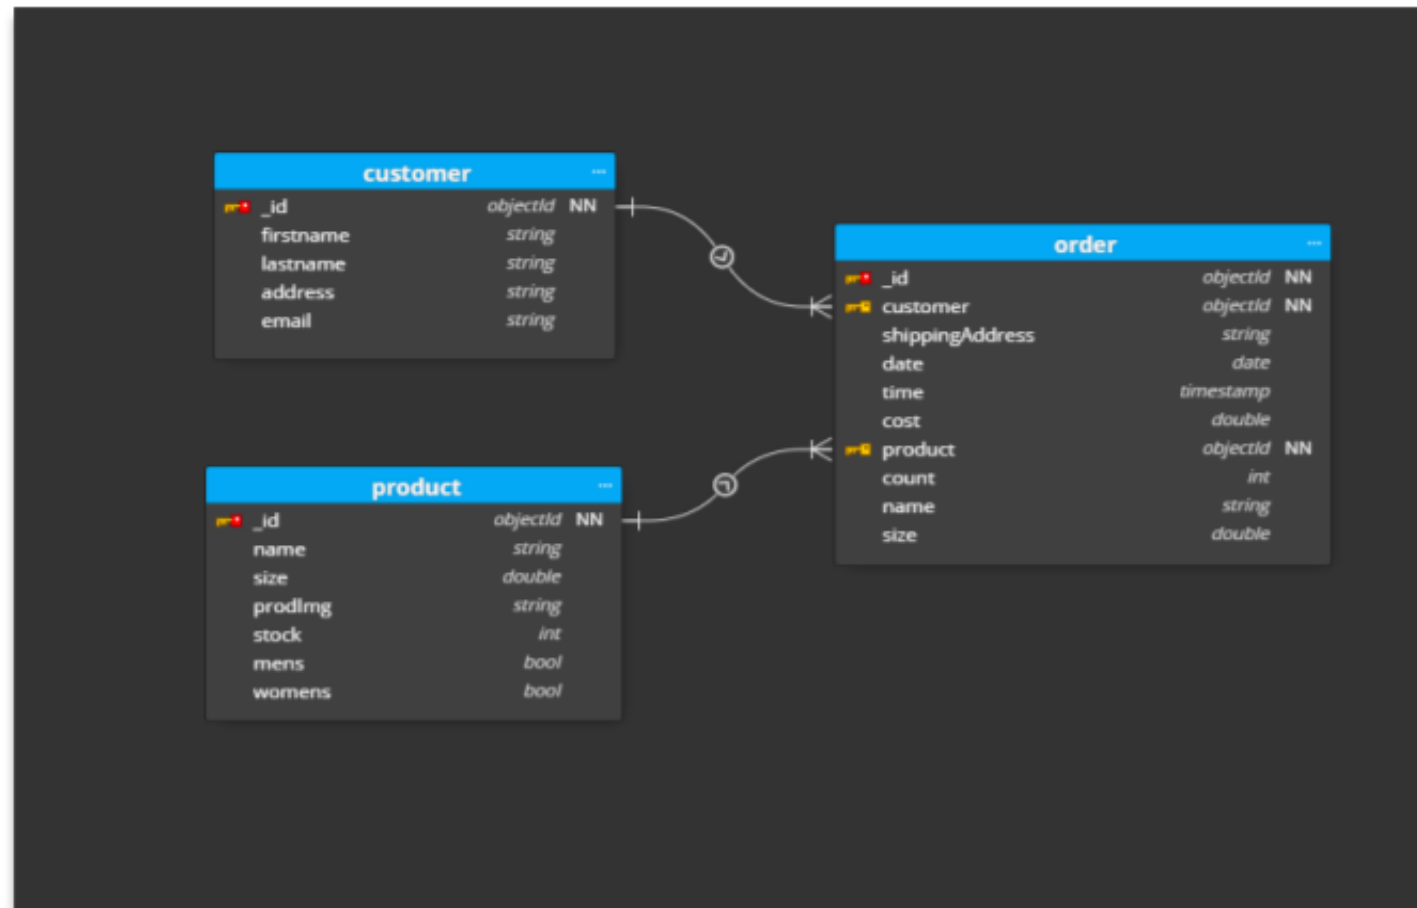 customer ...
_id objectId NN
firstname string
lastname string
address string
email string
order ...
_id objectId NN
customer objectId NN
shippingAddress string
date date
time timestamp
cost double
product objectId NN
count int
name string
size double
product ...
_id objectId NN
name string
size double
prodImg string
stock int
mens bool
womens bool